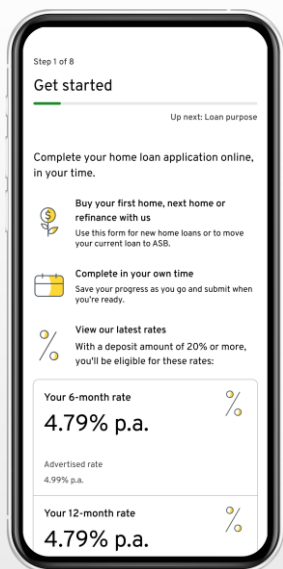 Step 1 of 8
Get started
Up next: Loan purpose
Complete your home loan application online,
in your time.
Buy your first home, next home or
refinance with us
Use this form for new home loans or to move
your current loan to ASB.
Complete in your own time
Save your progress as you go and submit when
you're ready.
View our latest rates
With a deposit amount of 20% or more,
you'll be eligible for these rates:
Your 6-month rate
4.79% p.a.
Advertised rate
4.99% p.a.
Your 12-month rate
4.79% p.a.